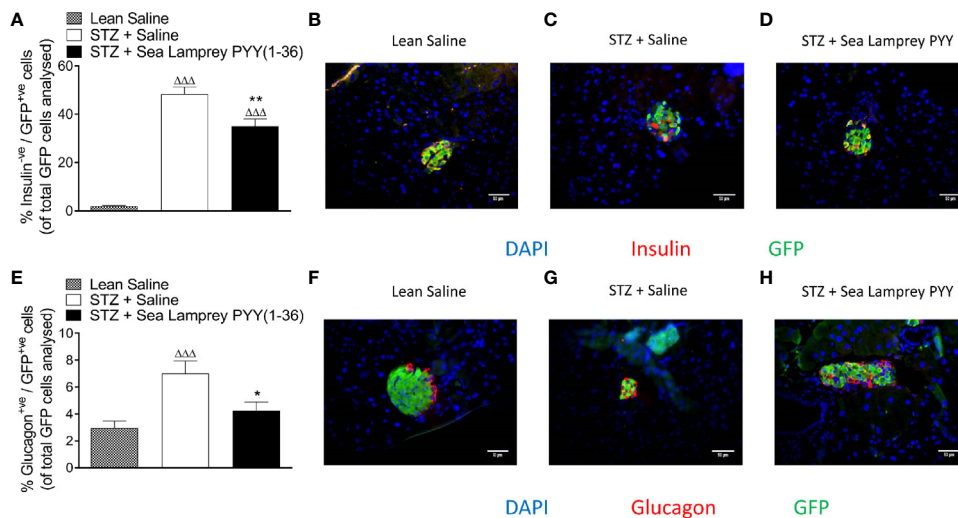 A
Lean Saline
STZ + Saline
STZ + Sea Lamprey PYY(1-36)
% Insulin-ve / GFP+ve cells
(of total GFP cells analysed)
60
40
20
0
ΔΔΔ
**
ΔΔΔ
B
Lean Saline
C
STZ + Saline
D
STZ + Sea Lamprey PYY
DAPI Insulin GFP
E
Lean Saline
STZ + Saline
STZ + Sea Lamprey PYY(1-36)
% Glucagon+ve / GFP+ve cells
(of total GFP cells analysed)
10
8
6
4
2
0
ΔΔΔ
*
F
Lean Saline
G
STZ + Saline
H
STZ + Sea Lamprey PYY
DAPI Glucagon GFP